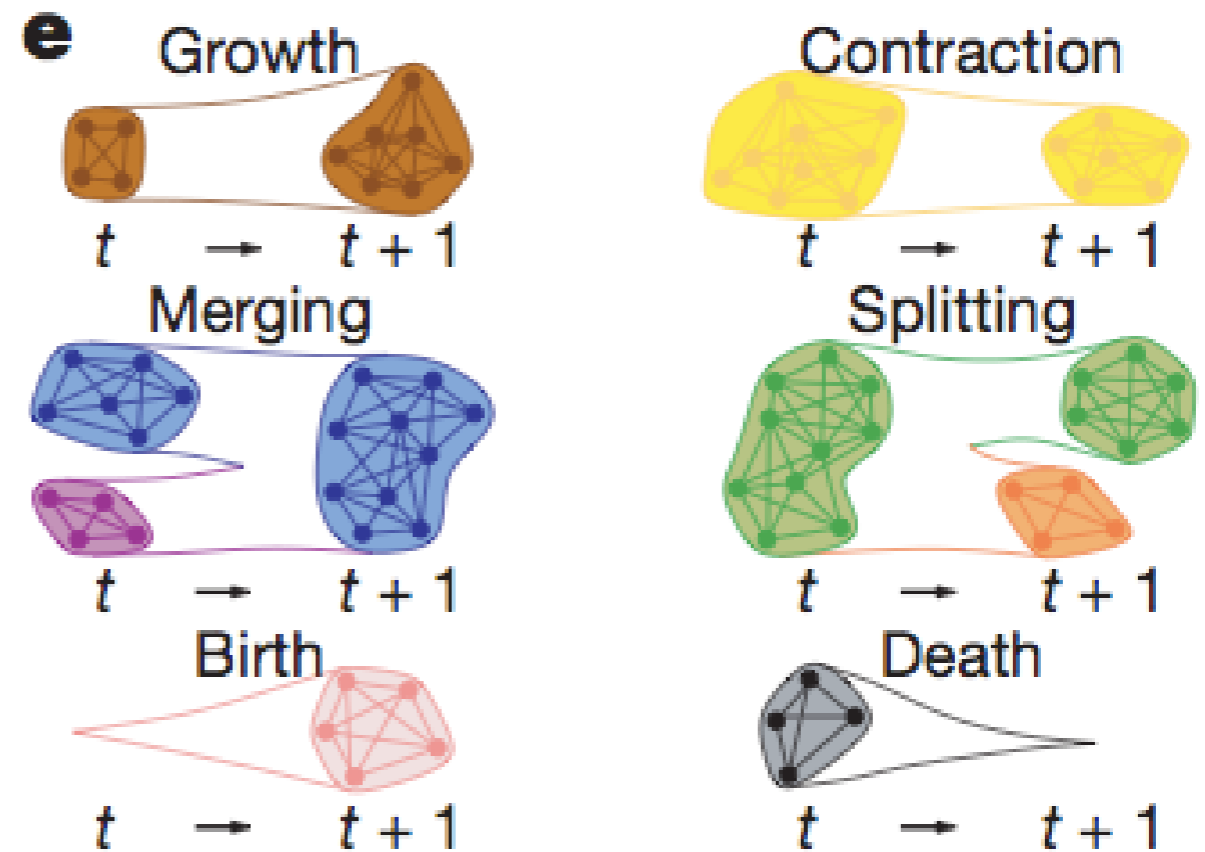 e
Growth Contraction
t → t + 1 t → t + 1
Merging Splitting
t → t + 1 t → t + 1
Birth Death
t → t + 1 t → t + 1